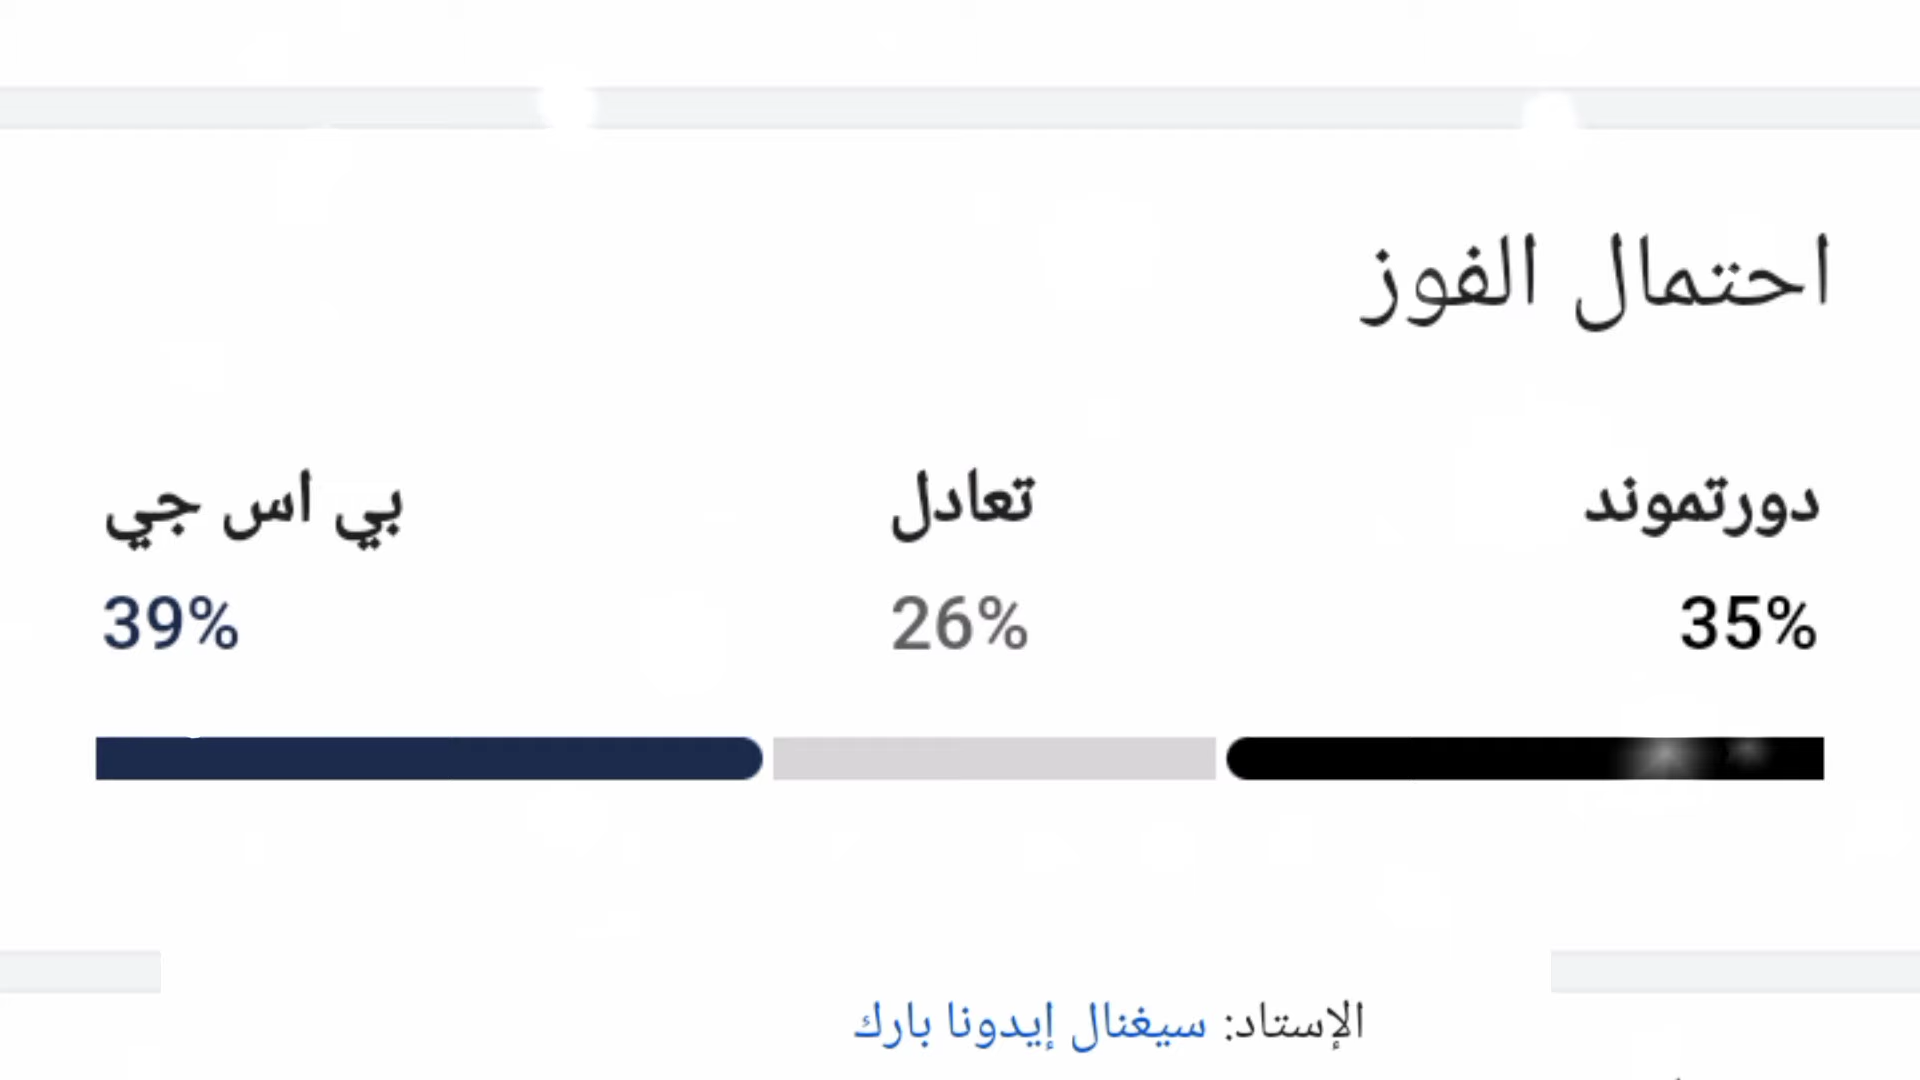 احتمال الفوز
دورتموند تعادل بي اس جي
35% 26% 39%
الإستاد: سيغنال إيدونا بارك